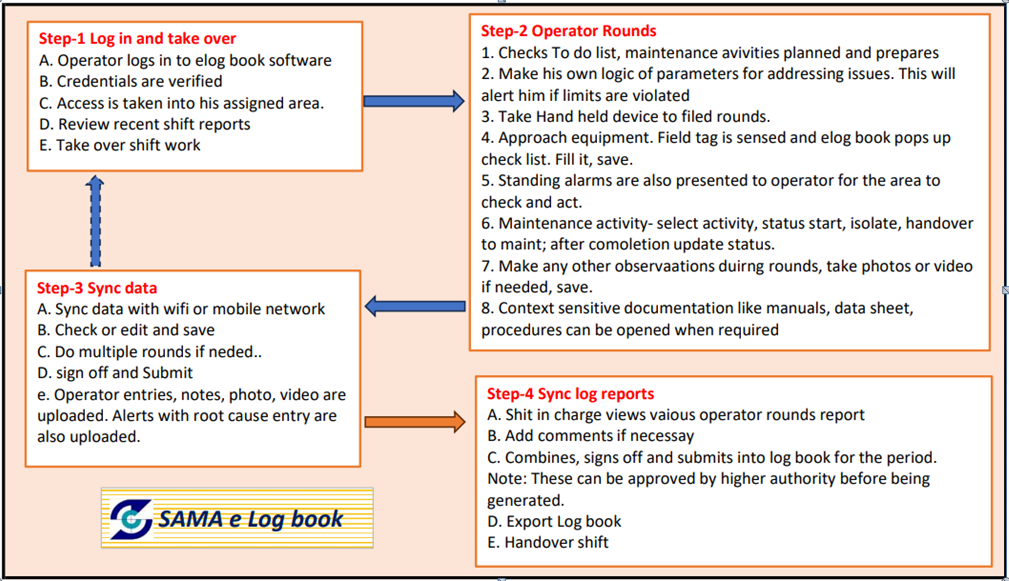 Step-1 Log in and take over
A. Operator logs in to elog book software
B. Credentials are verified
C. Access is taken into his assigned area.
D. Review recent shift reports
E. Take over shift work
Step-2 Operator Rounds
1. Checks To do list, maintenance avivities planned and prepares
2. Make his own logic of parameters for addressing issues. This will
alert him if limits are violated
3. Take Hand held device to filed rounds.
4. Approach equipment. Field tag is sensed and elog book pops up
check list. Fill it, save.
5. Standing alarms are also presented to operator for the area to
check and act.
6. Maintenance activity- select activity, status start, isolate, handover
to maint; after comoletion update status.
7. Make any other observaations duirng rounds, take photos or video
if needed, save.
8. Context sensitive documentation like manuals, data sheet,
procedures can be opened when required
Step-3 Sync data
A. Sync data with wifi or mobile network
B. Check or edit and save
C. Do multiple rounds if neded..
D. sign off and Submit
e. Operator entries, notes, photo, video are
uploaded. Alerts with root cause entry are
also uploaded.
Step-4 Sync log reports
A. Shit in charge views vaious operator rounds report
B. Add comments if necessay
C. Combines, signs off and submits into log book for the period.
Note: These can be approved by higher authority before being
generated.
D. Export Log book
E. Handover shift
SAMA e Log book